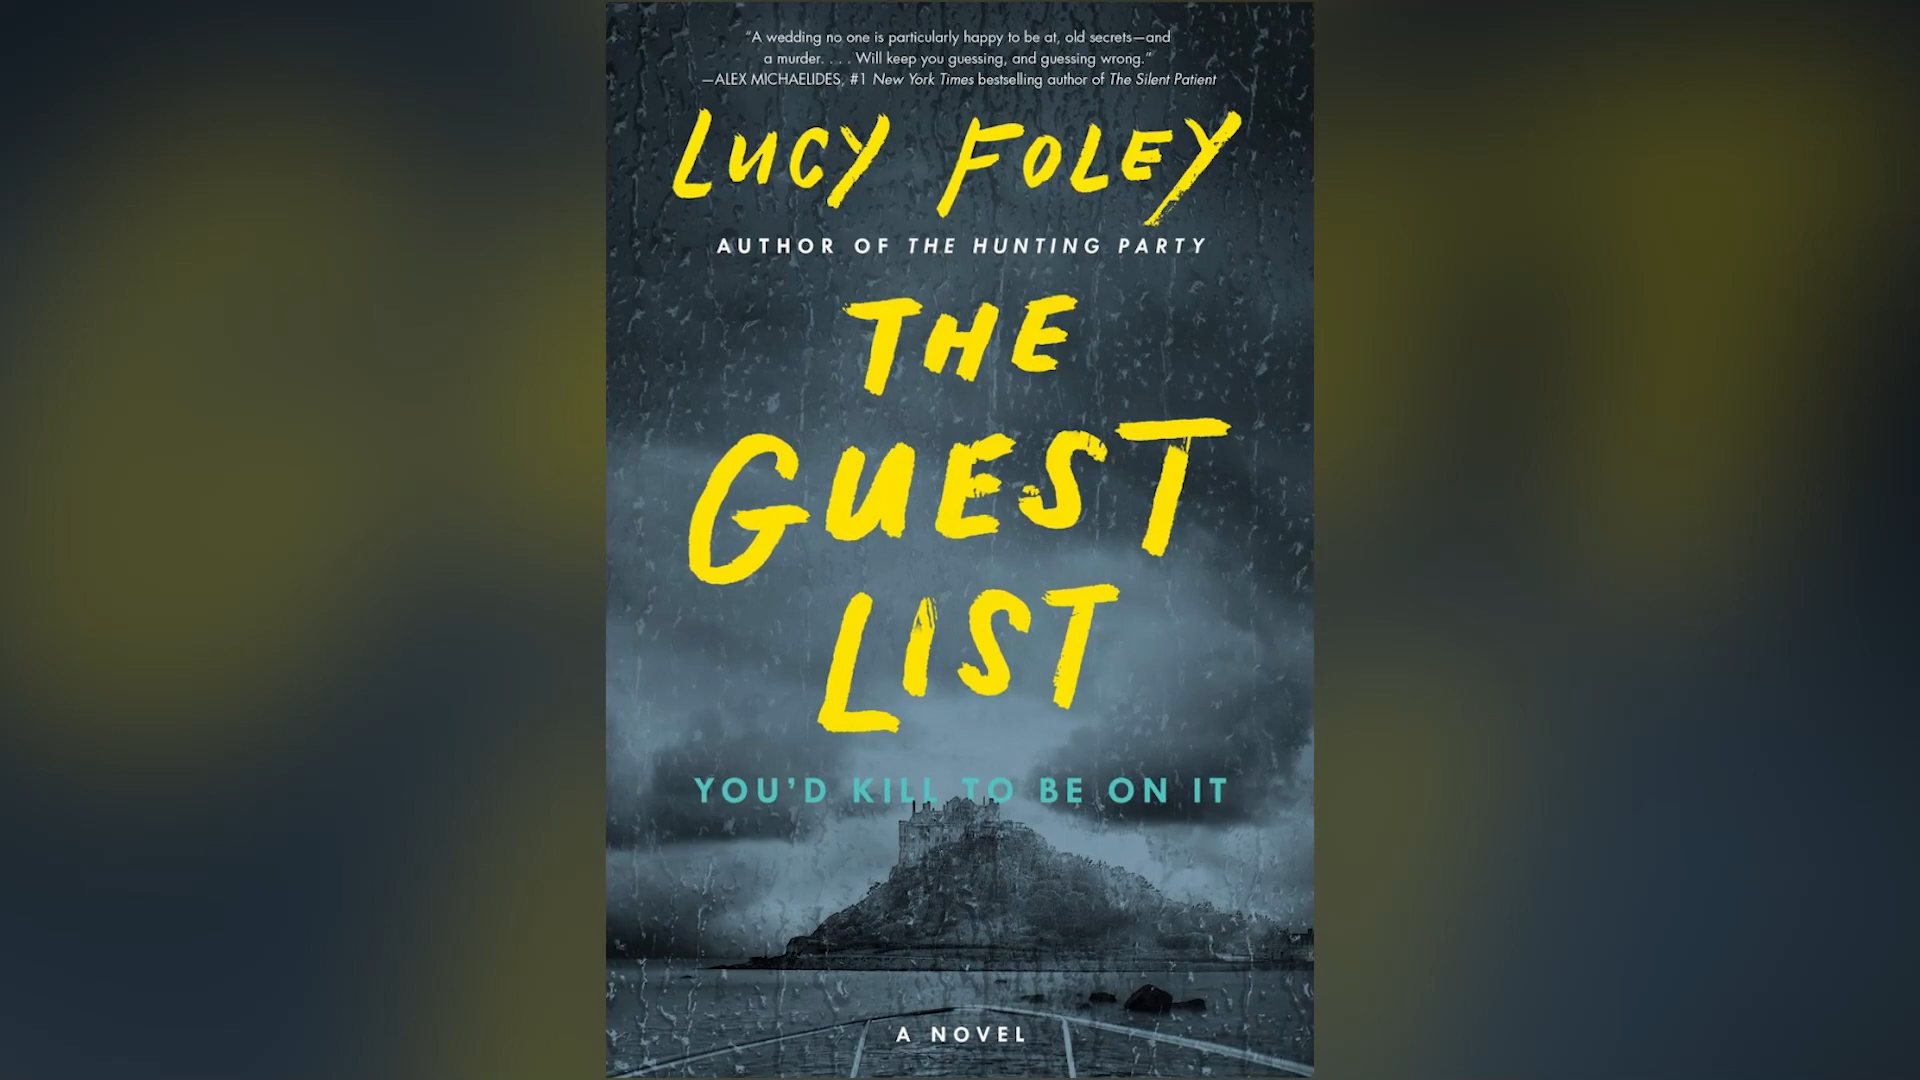 “A wedding no one is particularly happy to be at, old secrets—and
a murder. . . . Will keep you guessing, and guessing wrong.”
—ALEX MICHAELIDES, #1 New York Times bestselling author of The Silent Patient
LUCY FOLEY
AUTHOR OF THE HUNTING PARTY
THE
GUEST
LIST
YOU’D KILL TO BE ON IT
A NOVEL